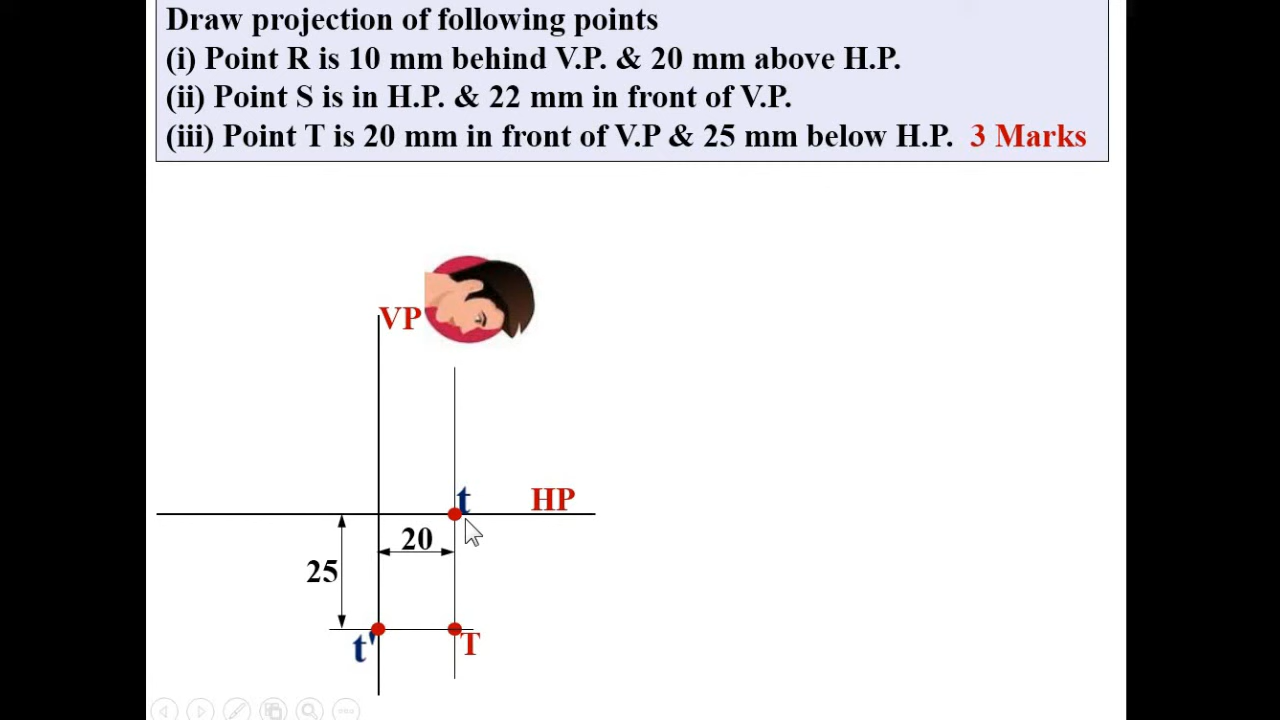 Draw projection of following points
(i) Point R is 10 mm behind V.P. & 20 mm above H.P.
(ii) Point S is in H.P. & 22 mm in front of V.P.
(iii) Point T is 20 mm in front of V.P & 25 mm below H.P. 3 Marks
VP
t
HP
20
25
t'
T